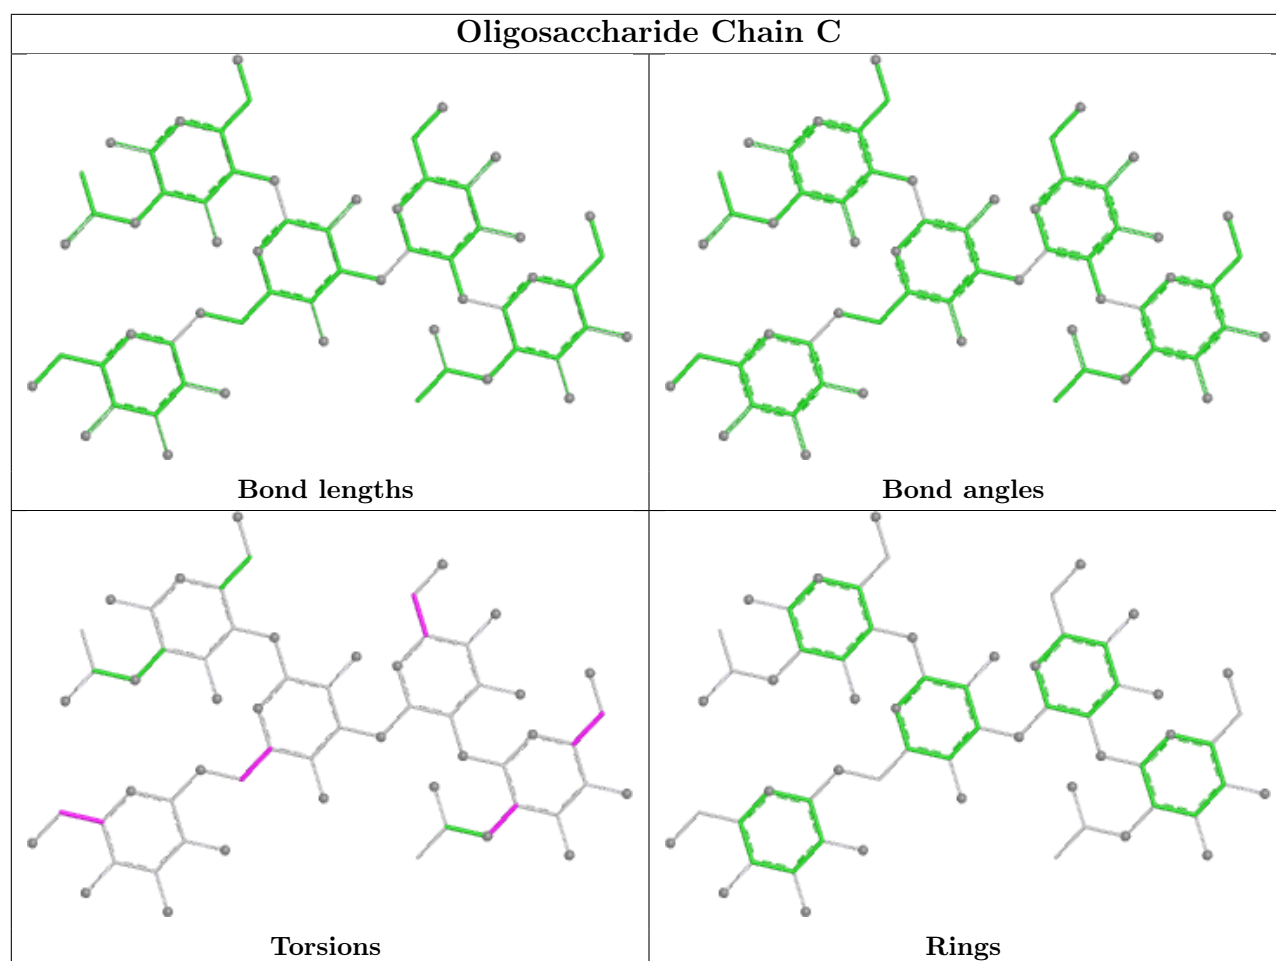 Oligosaccharide Chain C
Bond lengths
Bond angles
Torsions
Rings